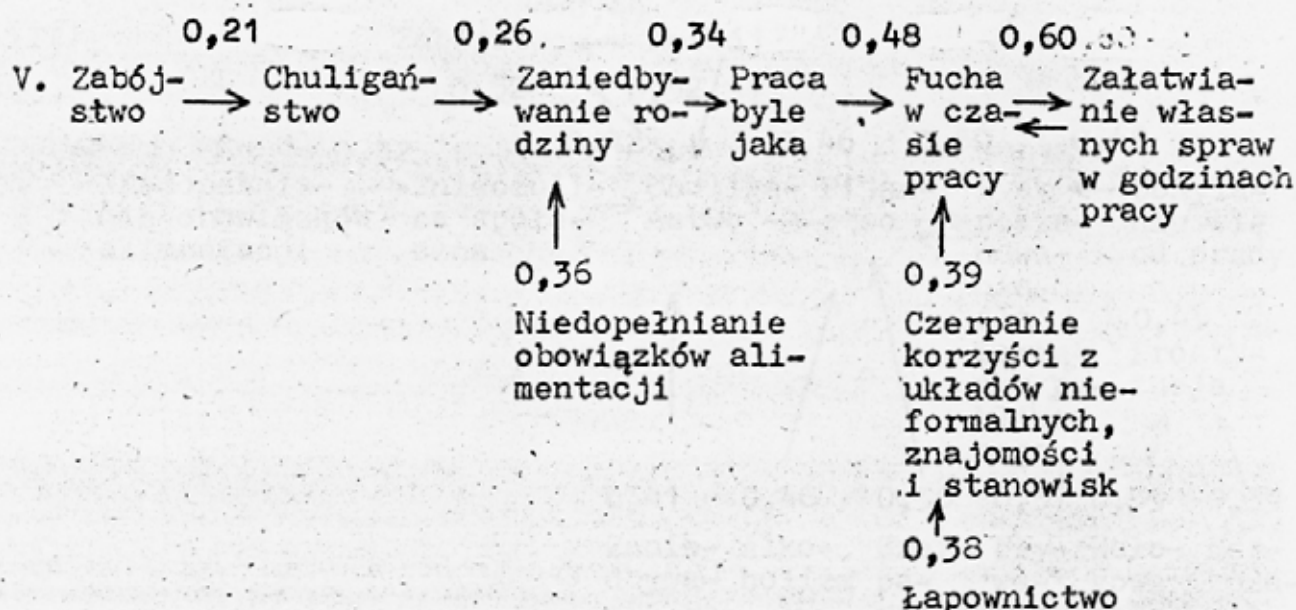 0,21 0,26 0,34 0,48 0,60
V. Zabój- Chuligań- Zaniedby- Praca Fucha Załatwia-
stwo stwo wanie ro- byle w cza- nie włas-
dziny jaka sie nych spraw
pracy w godzinach
pracy
0,36 0,39
Niedopełnianie Czerpanie
obowiązków ali- korzyści z
mentacji układów nie-
formalnych,
znajomości
i stanowisk
0,38
Łapownictwo